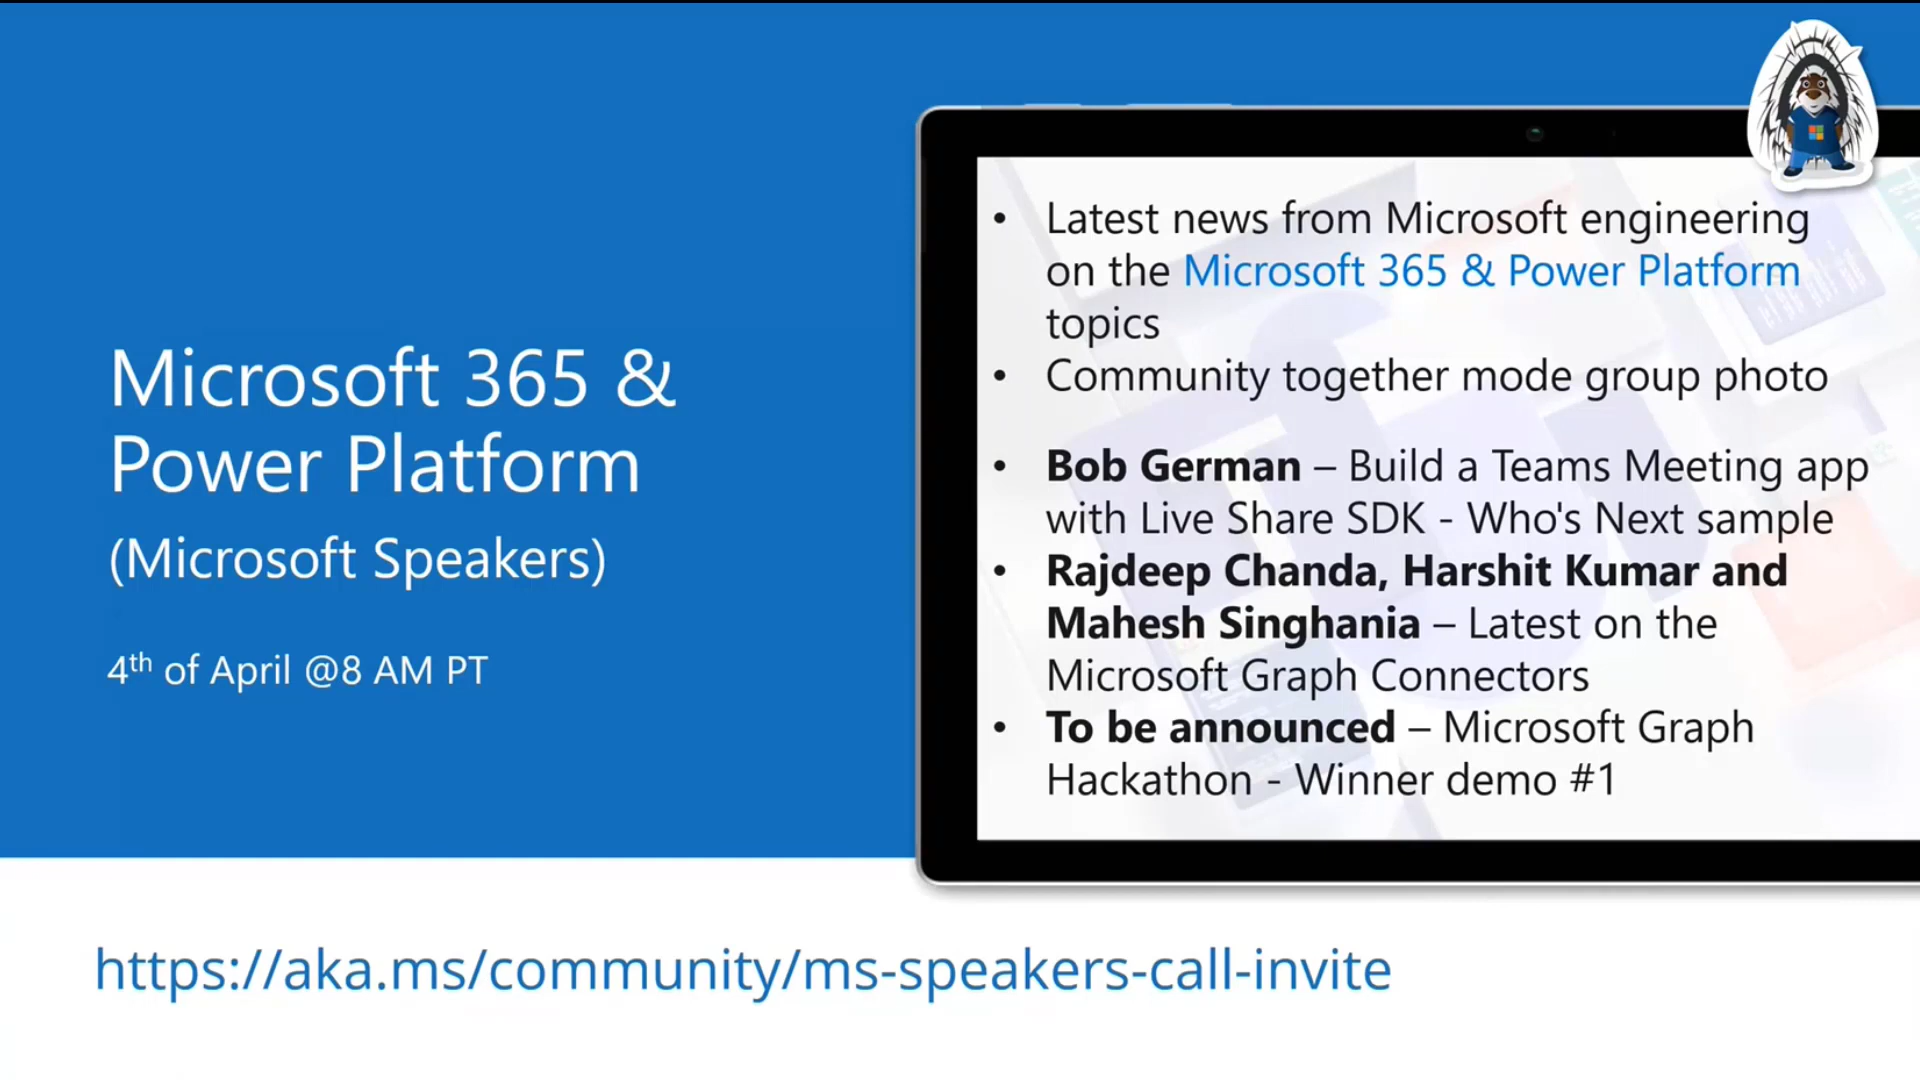 Microsoft 365 &
Power Platform
(Microsoft Speakers)
4th of April @8 AM PT
• Latest news from Microsoft engineering
on the Microsoft 365 & Power Platform
topics
• Community together mode group photo
• Bob German – Build a Teams Meeting app
with Live Share SDK - Who's Next sample
• Rajdeep Chanda, Harshit Kumar and
Mahesh Singhania – Latest on the
Microsoft Graph Connectors
• To be announced – Microsoft Graph
Hackathon - Winner demo #1
https://aka.ms/community/ms-speakers-call-invite